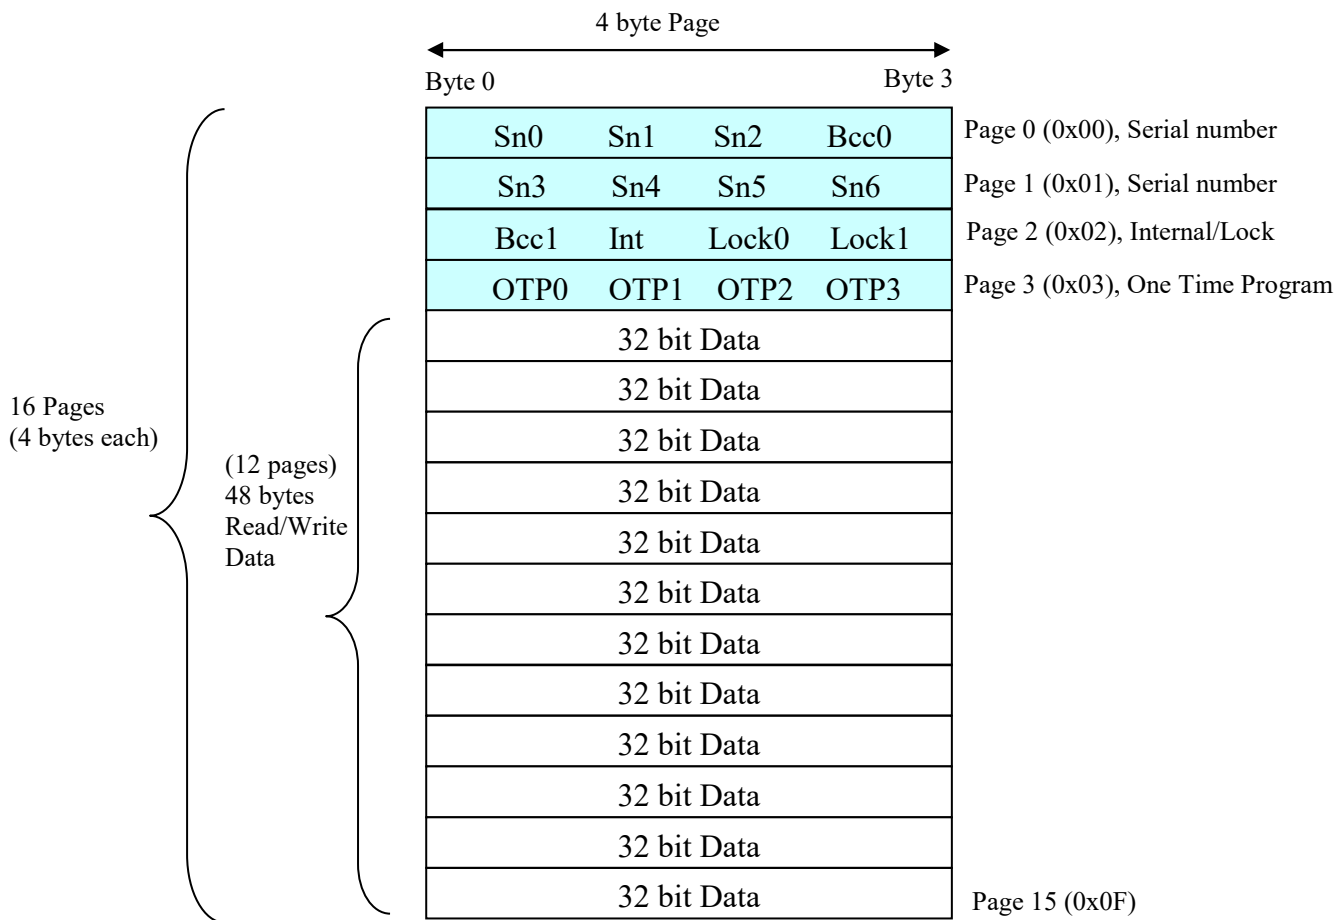 4 byte Page
Byte 0 Byte 3
Sn0 Sn1 Sn2 Bcc0 Page 0 (0x00), Serial number
Sn3 Sn4 Sn5 Sn6 Page 1 (0x01), Serial number
Bcc1 Int Lock0 Lock1 Page 2 (0x02), Internal/Lock
OTP0 OTP1 OTP2 OTP3 Page 3 (0x03), One Time Program
32 bit Data
32 bit Data
32 bit Data
32 bit Data
32 bit Data
32 bit Data
32 bit Data
32 bit Data
32 bit Data
32 bit Data
32 bit Data
32 bit Data Page 15 (0x0F)
16 Pages
(4 bytes each)
(12 pages)
48 bytes
Read/Write
Data